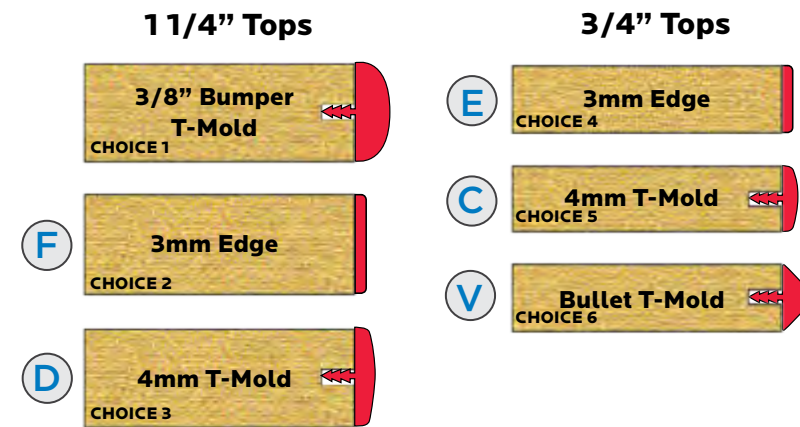 1 1/4” Tops
3/8” Bumper
T-Mold
CHOICE 1
F
3mm Edge
CHOICE 2
D
4mm T-Mold
CHOICE 3
3/4” Tops
E
3mm Edge
CHOICE 4
C
4mm T-Mold
CHOICE 5
V
Bullet T-Mold
CHOICE 6